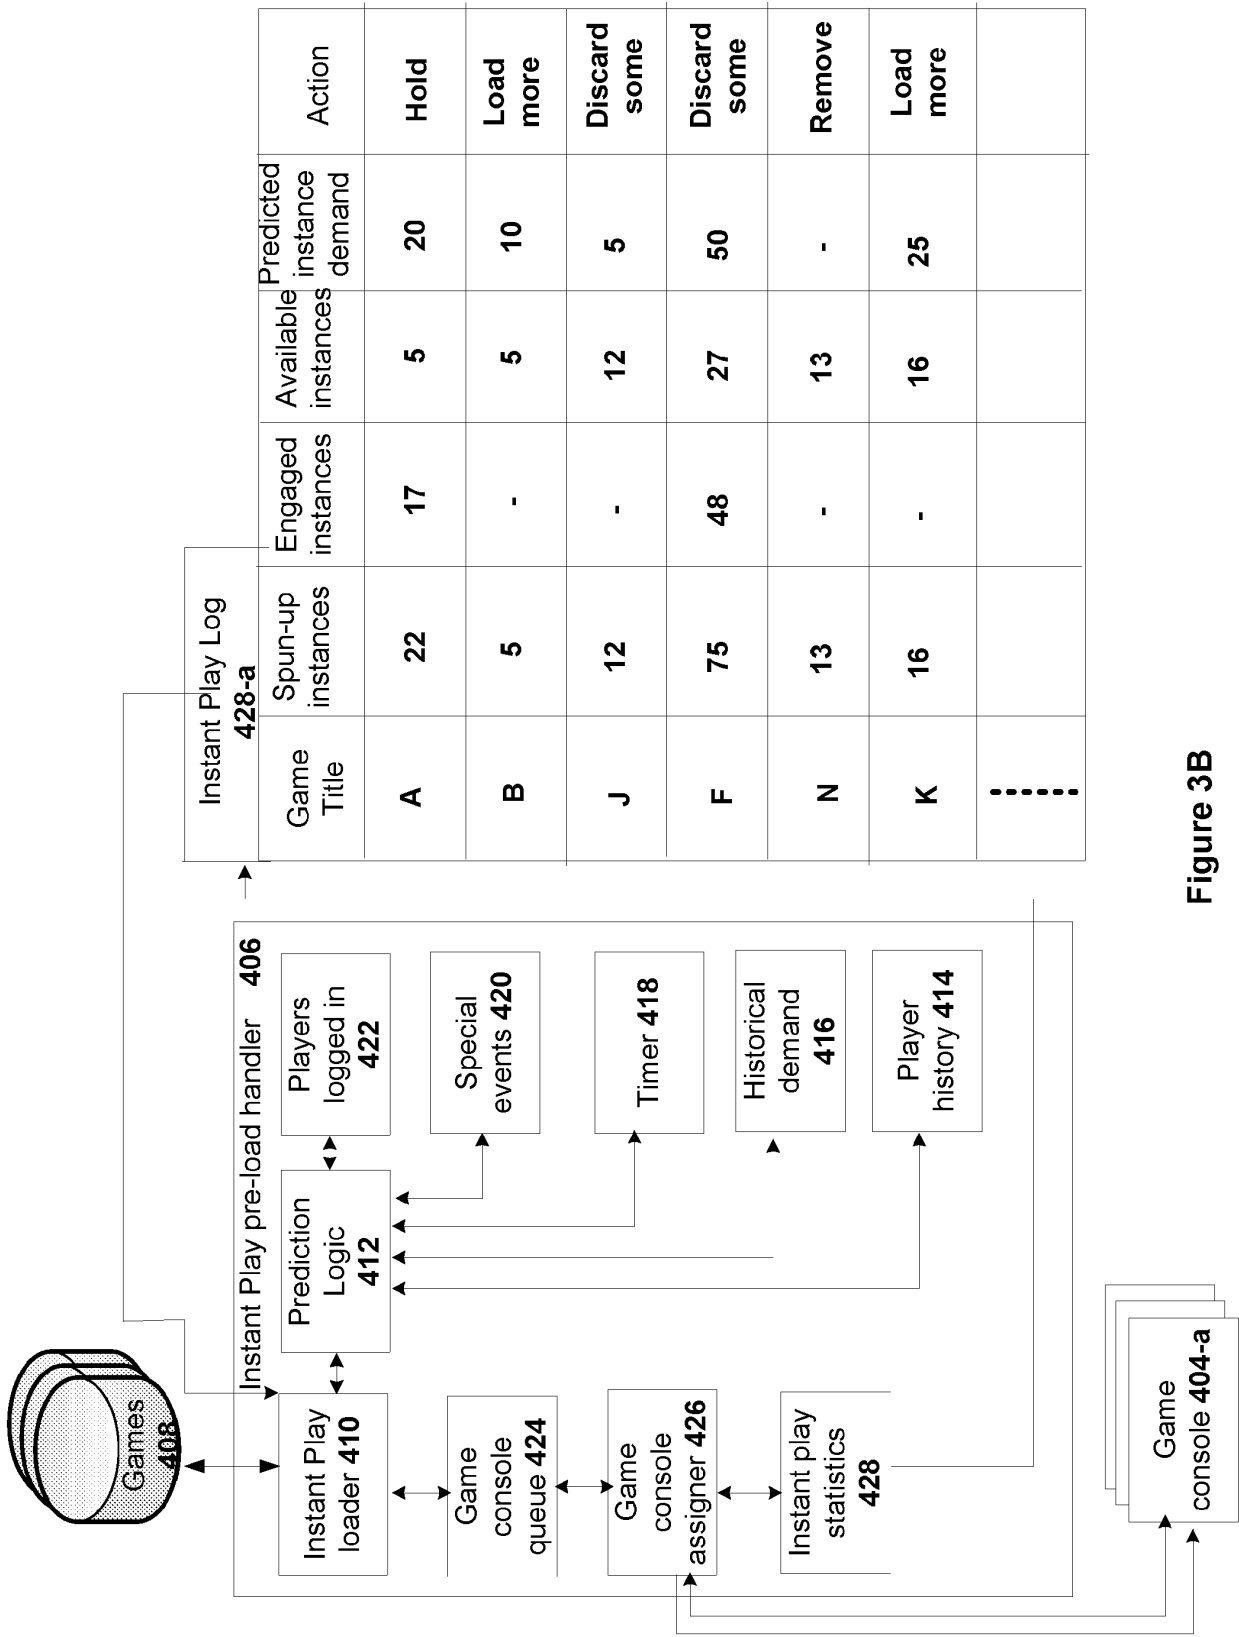 Games
408
Instant Play pre-load handler 406
Instant Play
loader 410
Prediction
Logic
412
Players
logged in
422
Game
console
queue 424
Special
events 420
Game
console
assigner 426
Timer 418
Instant play
statistics
428
Historical
demand
416
Player
history 414
Game
console 404-a
Instant Play Log
428-a
Game
Title
Spun-up
instances
Engaged
instances
Available
instances
Predicted
instance
demand
Action
A 22 17 5 20 Hold
B 5 - 5 10 Load
more
J 12 - 12 5 Discard
some
F 75 48 27 50 Discard
some
N 13 - 13 - Remove
K 16 - 16 25 Load
more
Figure 3B